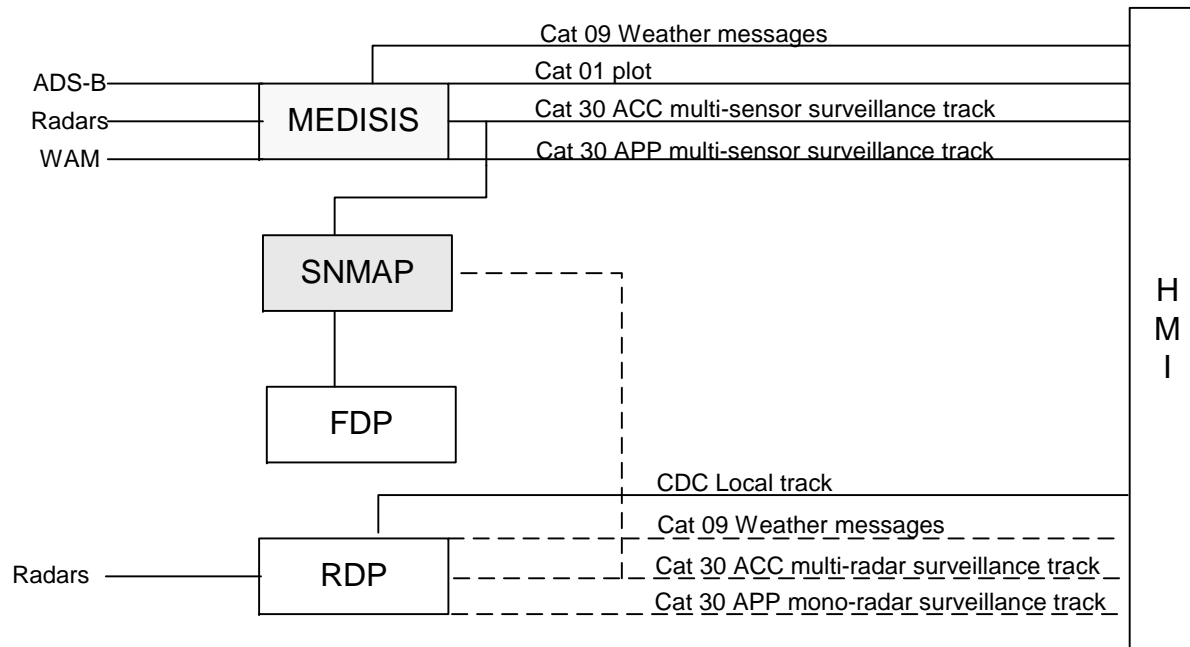 Cat 09 Weather messages
ADS-B
Cat 01 plot
Radars
MEDISIS
Cat 30 ACC multi-sensor surveillance track
WAM
Cat 30 APP multi-sensor surveillance track
SNMAP
H
M
I
FDP
CDC Local track
Cat 09 Weather messages
Radars
RDP
Cat 30 ACC multi-radar surveillance track
Cat 30 APP mono-radar surveillance track